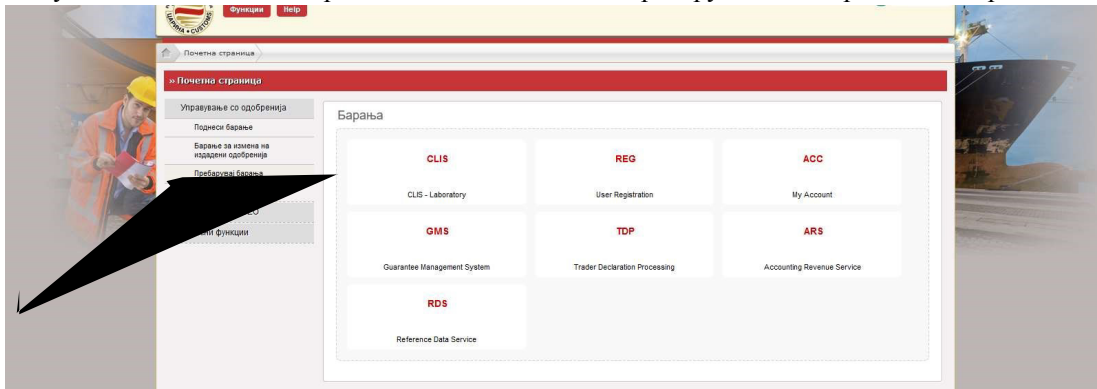 ЦАРИНА • CUSTOMS
Функции
Help
Почетна страница
» Почетна страница
Управување со одобренија
Поднеси барање
Барање за измена на
издадени одобренија
Пребарувај барања
функции
Барања
CLIS
REG
ACC
CLIS - Laboratory
User Registration
My Account
GMS
TDP
ARS
Guarantee Management System
Trader Declaration Processing
Accounting Revenue Service
RDS
Reference Data Service